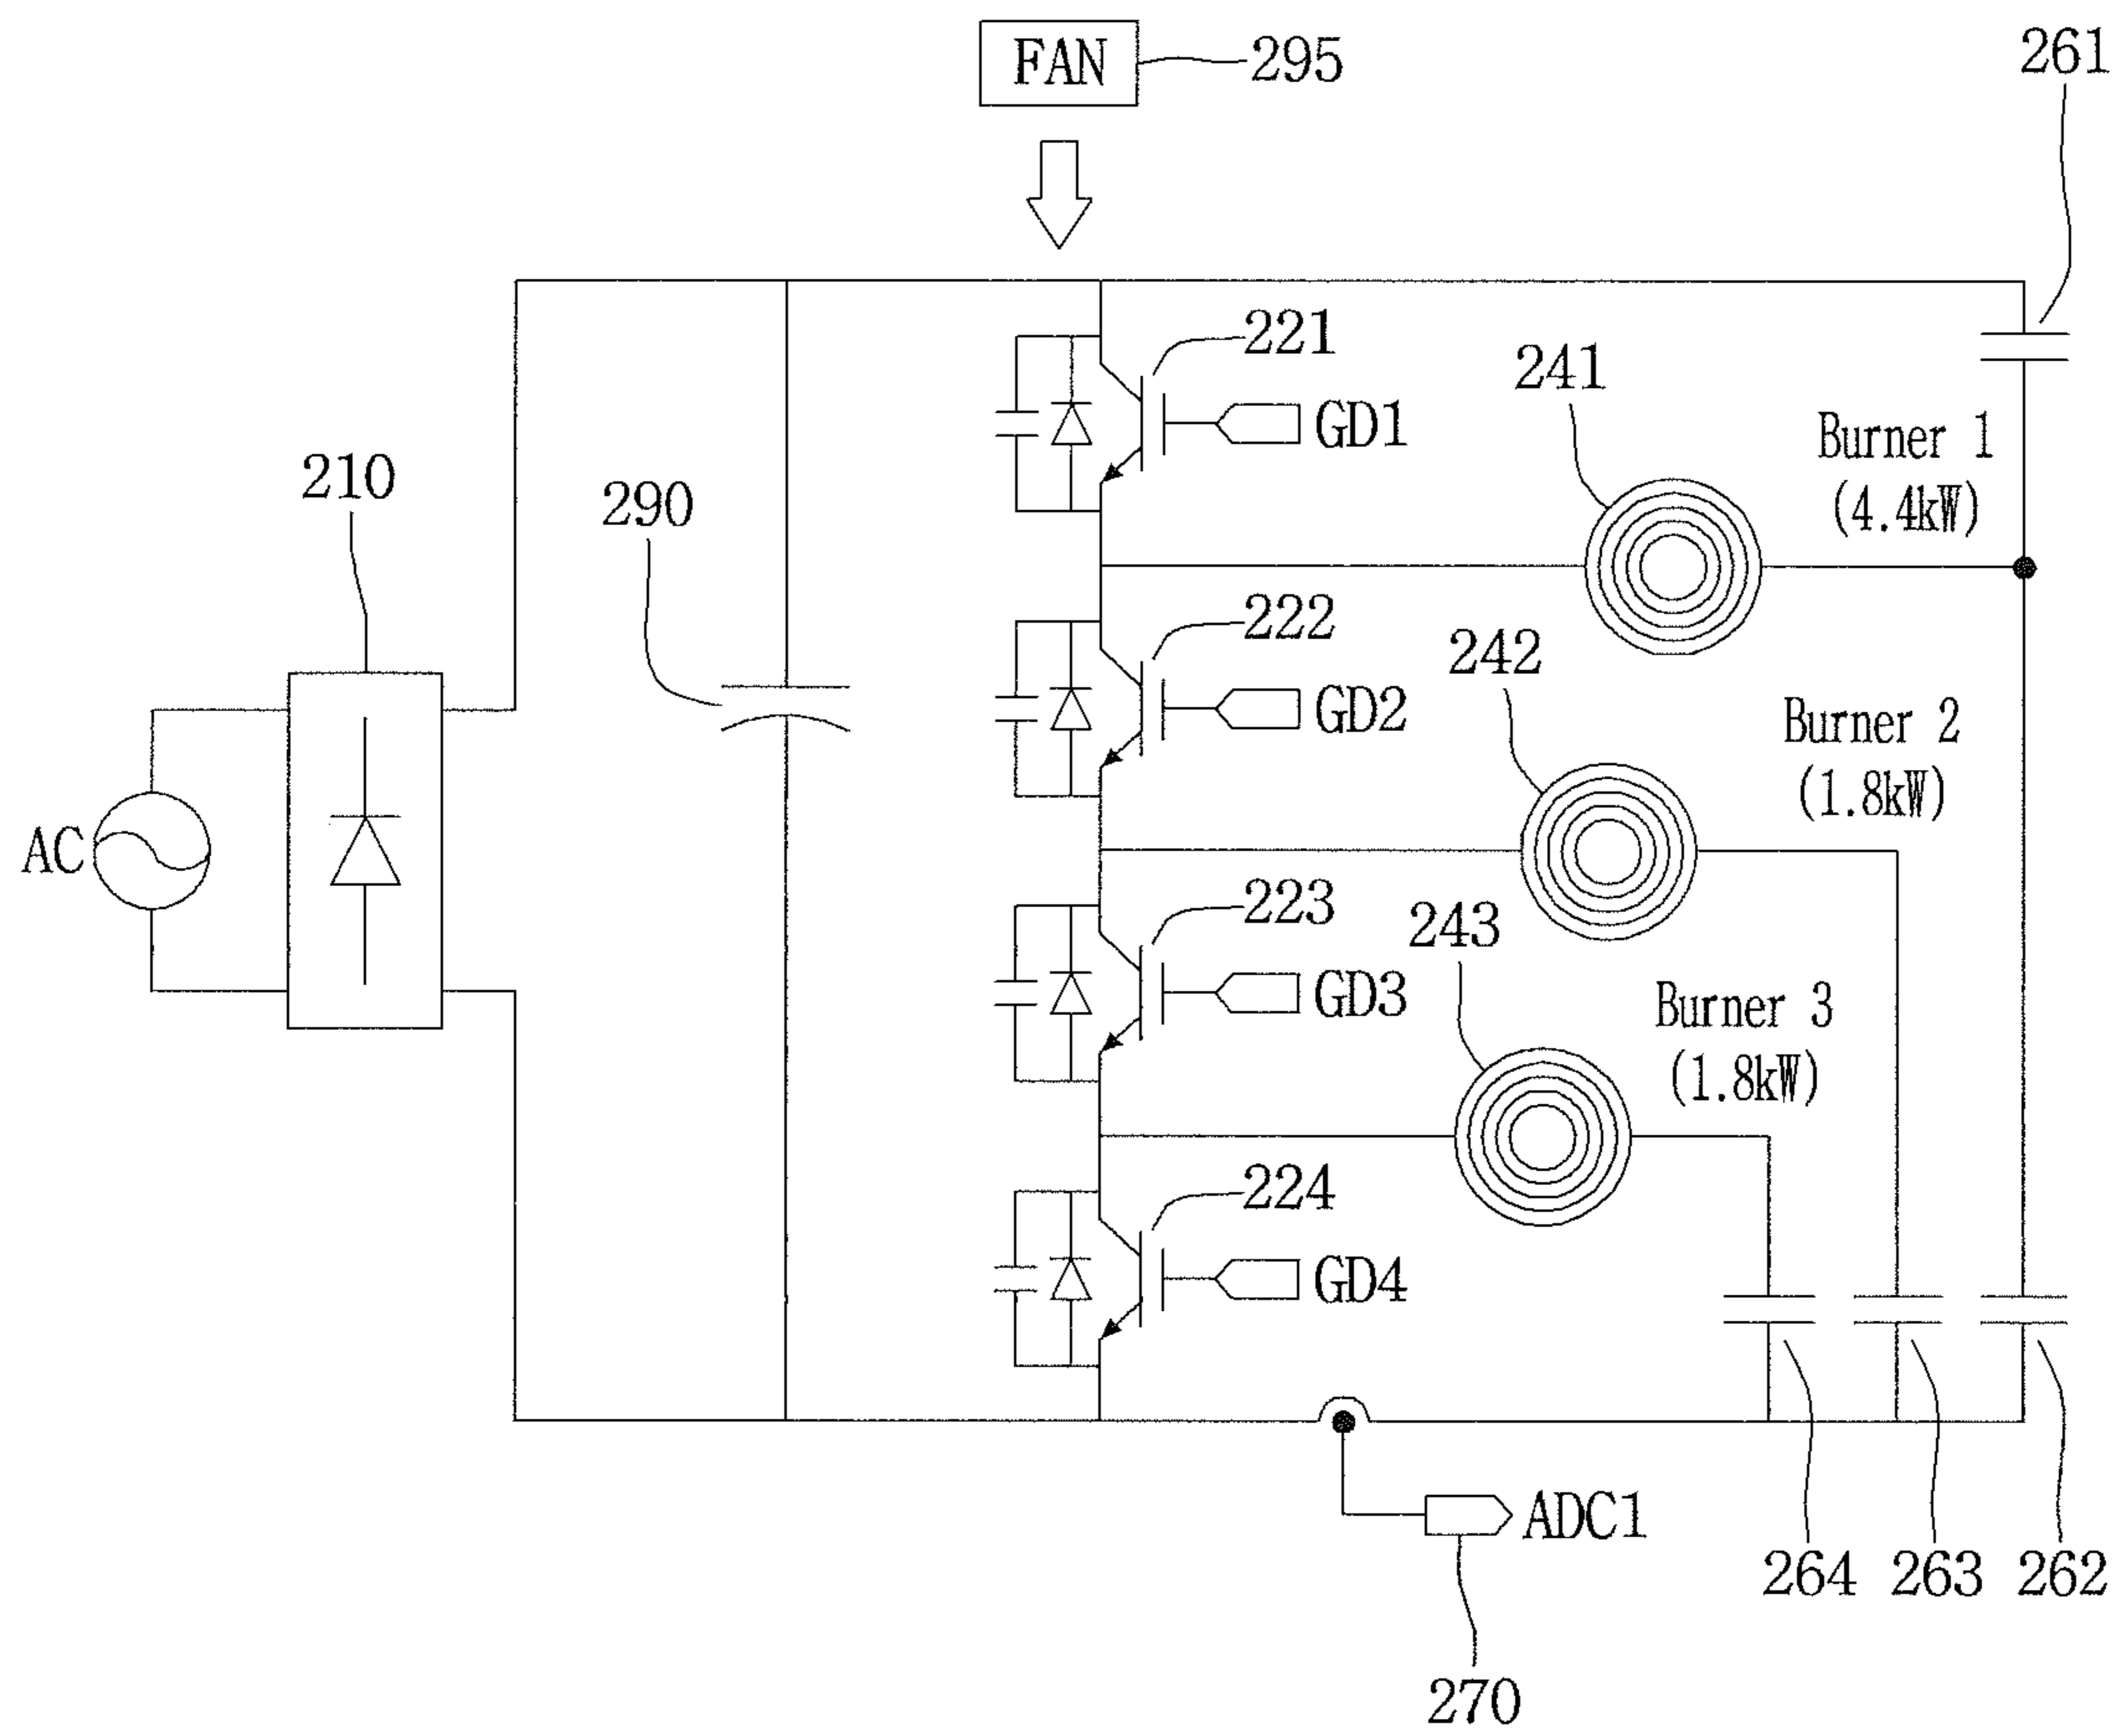 FAN 295
261
221
GD1
241
Burner 1
(4.4kW)
210
290
222
GD2
242
Burner 2
(1.8kW)
AC
223
GD3
243
Burner 3
(1.8kW)
224
GD4
ADC1
264 263 262
270